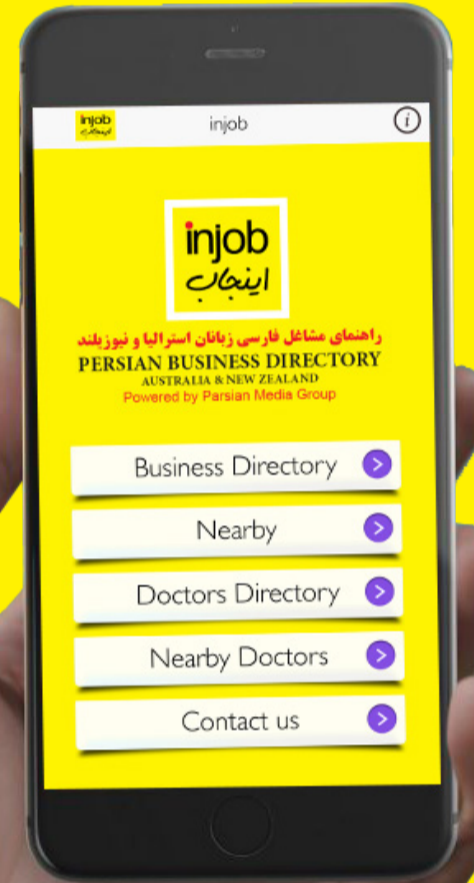 injob
اینجاب
injob
i
injob
اینجاب
راهنمای مشاغل فارسی زبانان استرالیا و نیوزیلند
PERSIAN BUSINESS DIRECTORY
AUSTRALIA & NEW ZEALAND
Powered by Parsian Media Group
Business Directory
Nearby
Doctors Directory
Nearby Doctors
Contact us